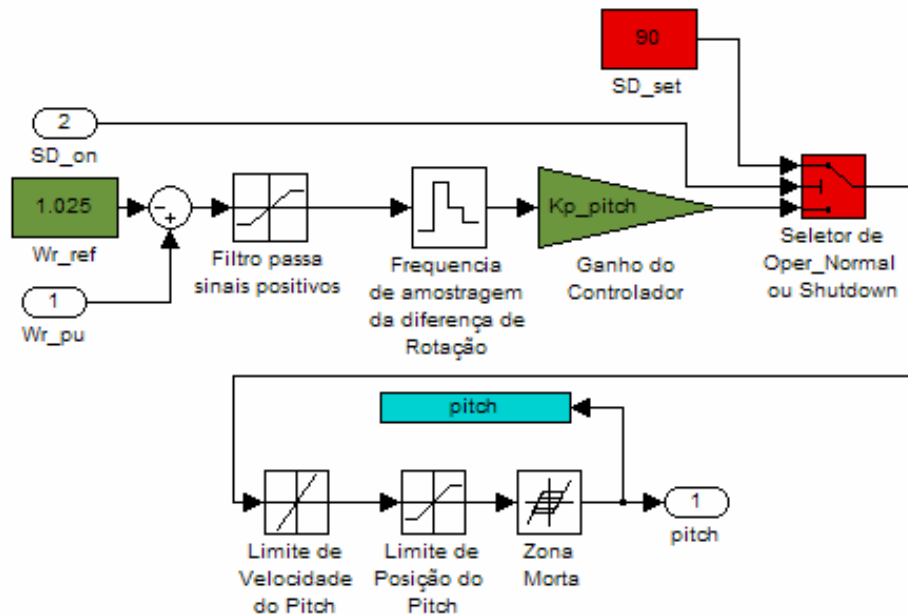 90
SD_set
2
SD_on
1.025
Wr_ref
-
+
1
Wr_pu
Filtro passa
sinais positivos
Frequencia
de amostragem
da diferença de
Rotação
Kp_pitch
Ganho do
Controlador
Seletor de
Oper_Normal
ou Shutdown
pitch
Limite de
Velocidade
do Pitch
Limite de
Posição do
Pitch
Zona
Morta
1
pitch